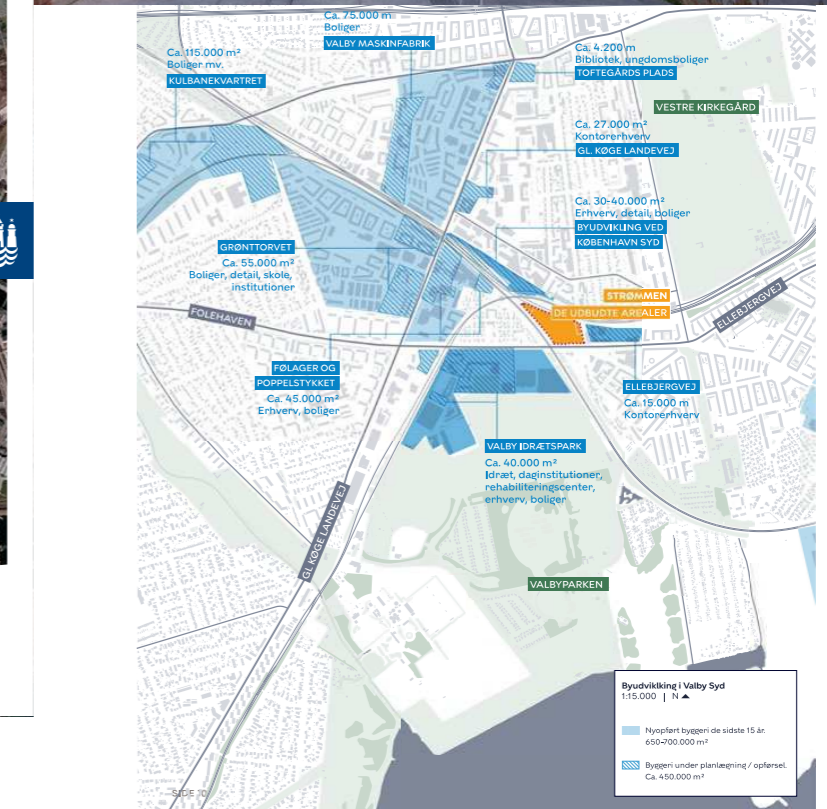 Ca. 75.000 m
Boliger
VALBY MASKINFABRIK
Ca. 115.000 m²
Boliger mv.
KULBANEKVARTRET
Ca. 4.200 m
Bibliotek, ungdomsboliger
TOFTEGÅRDS PLADS
VESTRE KIRKEGÅRD
Ca. 27.000 m²
Kontorerhverv
GL. KØGE LANDEVEJ
Ca. 30-40.000 m²
Erhverv, detail, boliger
BYUDVIKLING VED
KØBENHAVN SYD
GRØNTTORVET
Ca. 55.000 m²
Boliger, detail, skole,
institutioner
STRØMMEN
DE UDBUDTE AREALER
ELLEBJERGVEJ
FOLEHAVEN
FØLAGER OG
POPPELSTYKKET
Ca. 45.000 m²
Erhverv, boliger
ELLEBJERGVEJ
Ca. 15.000 m
Kontorerhverv
VALBY IDRÆTSPARK
Ca. 40.000 m²
Idræt, daginstitutioner,
rehabiliteringscenter,
erhverv, boliger
GL KØGE LANDEVEJ
VALBYPARKEN
Byudviklking i Valby Syd
1:15.000 | N
Nyopført byggeri de sidste 15 år.
650-700.000 m²
Byggeri under planlægning / opførsel.
Ca. 450.000 m²
SIDE 10